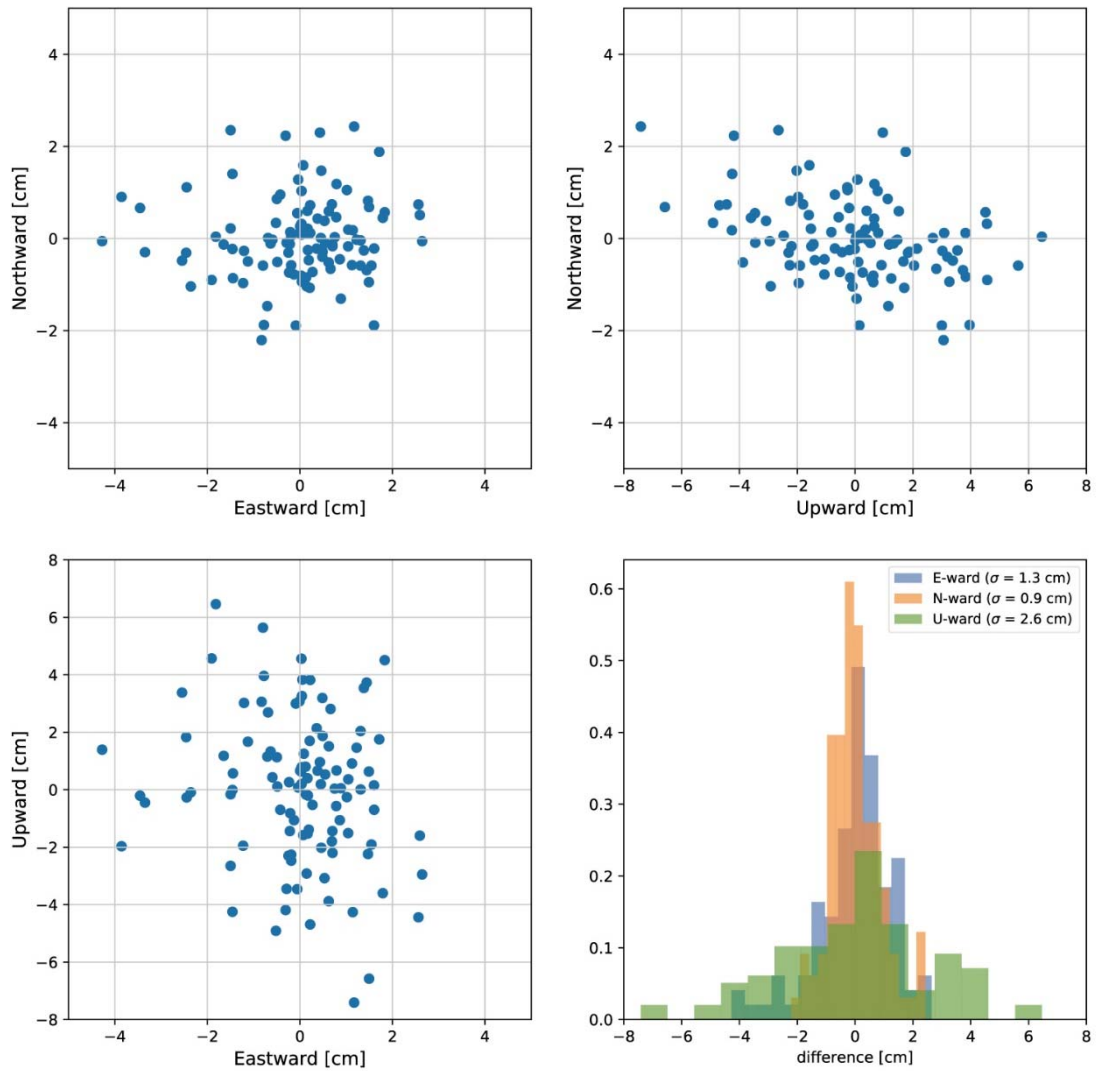 4
2
0
−2
−4
Northward [cm]
−4 −2 0 2 4
Eastward [cm]
4
2
0
−2
−4
Northward [cm]
−8 −6 −4 −2 0 2 4 6 8
Upward [cm]
8
6
4
2
0
−2
−4
−6
−8
Upward [cm]
−4 −2 0 2 4
Eastward [cm]
0.6
0.5
0.4
0.3
0.2
0.1
0.0
E-ward (σ = 1.3 cm)
N-ward (σ = 0.9 cm)
U-ward (σ = 2.6 cm)
−8 −6 −4 −2 0 2 4 6 8
difference [cm]